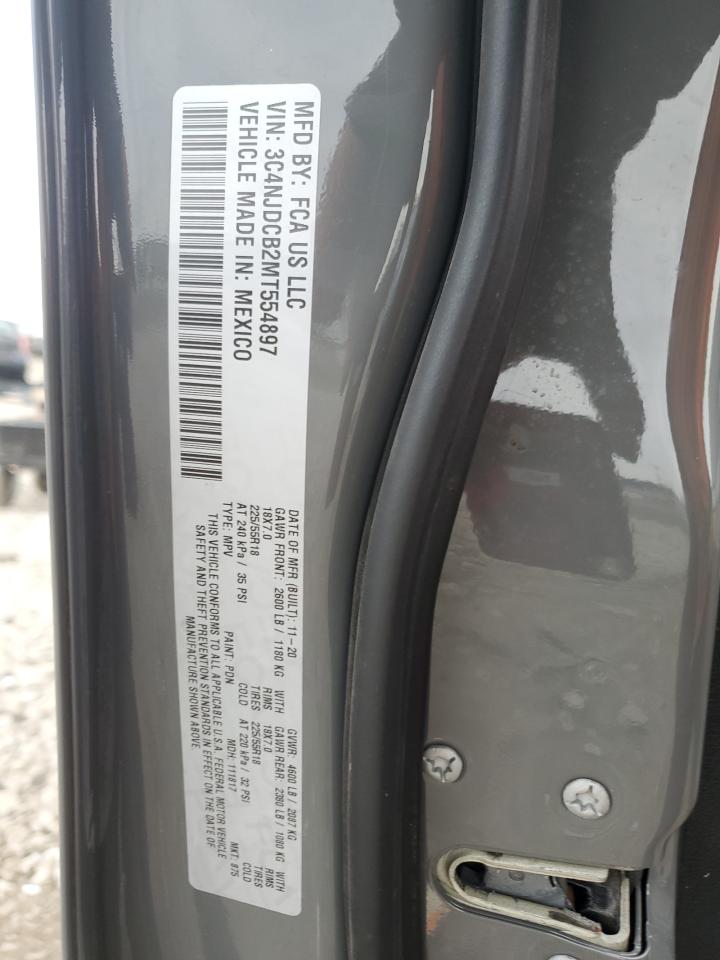 MFD BY: FCA US LLC
VIN: 3C4NJDCB2MT554897
VEHICLE MADE IN: MEXICO
DATE OF MFR (BUILT): 11-20 GVWR: 4600 LB / 2087 KG
GAWR FRONT: 2600 LB / 1180 KG WITH GAWR REAR: 2380 LB / 1080 KG WITH
18X7.0 RIMS 18X7.0 RIMS
225/55R18 TIRES 225/55R18 TIRES
AT 240 kPa / 35 PSI COLD AT 220 kPa / 32 PSI COLD
TYPE: MPV PAINT: PDN MDH: 111817 MKT: 875
THIS VEHICLE CONFORMS TO ALL APPLICABLE U.S.A. FEDERAL MOTOR VEHICLE
SAFETY AND THEFT PREVENTION STANDARDS IN EFFECT ON THE DATE OF
MANUFACTURE SHOWN ABOVE.